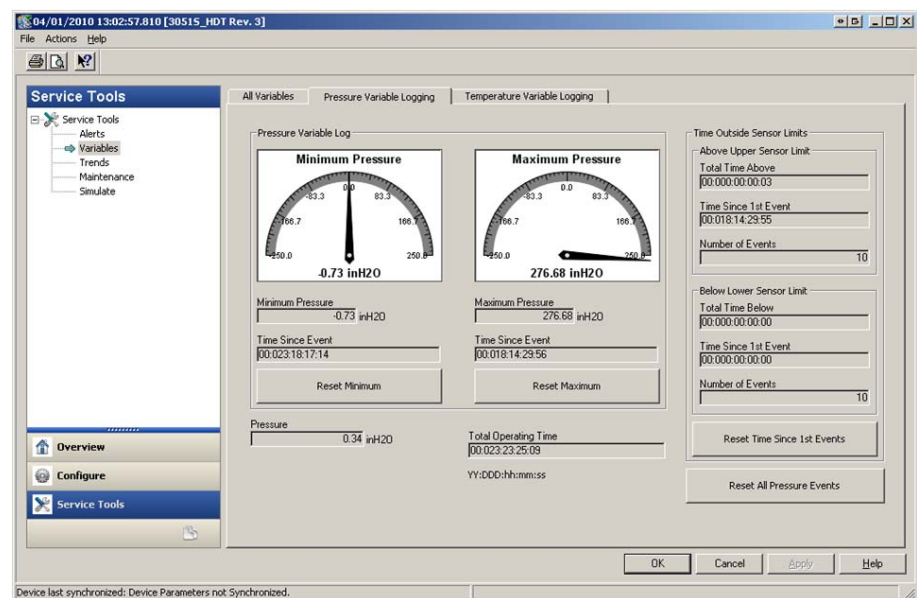 04/01/2010 13:02:57.810 [3051S_HDT Rev. 3]
File Actions Help
Service Tools
Service Tools
Alerts
Variables
Trends
Maintenance
Simulate
Overview
Configure
Service Tools
All Variables
Pressure Variable Logging
Temperature Variable Logging
Pressure Variable Log
Minimum Pressure
-250.0
-166.7
-83.3
0.0
83.3
166.7
250.0
-0.73 inH2O
Minimum Pressure
-0.73 inH2O
Time Since Event
00:023:18:17:14
Reset Minimum
Maximum Pressure
-250.0
-166.7
-83.3
0.0
83.3
166.7
250.0
276.68 inH2O
Maximum Pressure
276.68 inH2O
Time Since Event
00:018:14:29:56
Reset Maximum
Pressure
0.34 inH2O
Total Operating Time
00:023:23:25:09
YY:DDD:hh:mm:ss
Time Outside Sensor Limits
Above Upper Sensor Limit
Total Time Above
00:000:00:00:03
Time Since 1st Event
00:018:14:29:55
Number of Events
10
Below Lower Sensor Limit
Total Time Below
00:000:00:00:00
Time Since 1st Event
00:000:00:00:00
Number of Events
10
Reset Time Since 1st Events
Reset All Pressure Events
OK
Cancel
Apply
Help
Device last synchronized: Device Parameters not Synchronized.